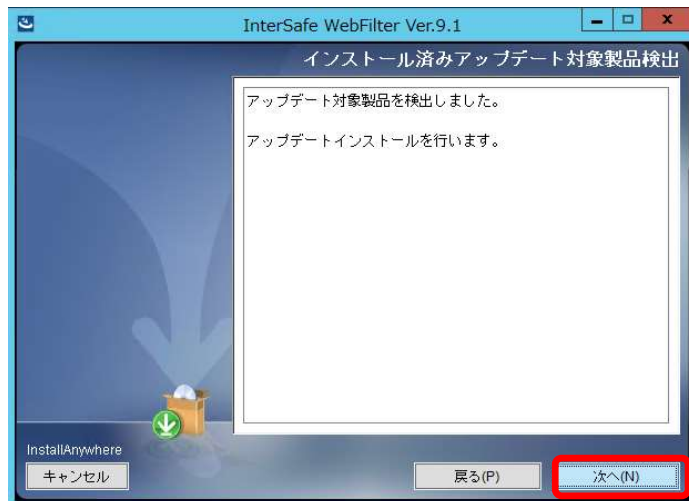 InterSafe WebFilter Ver.9.1
インストール済みアップデート対象製品検出
アップデート対象製品を検出しました。
アップデートインストールを行います。
InstallAnywhere
キャンセル
戻る(P)
次へ(N)